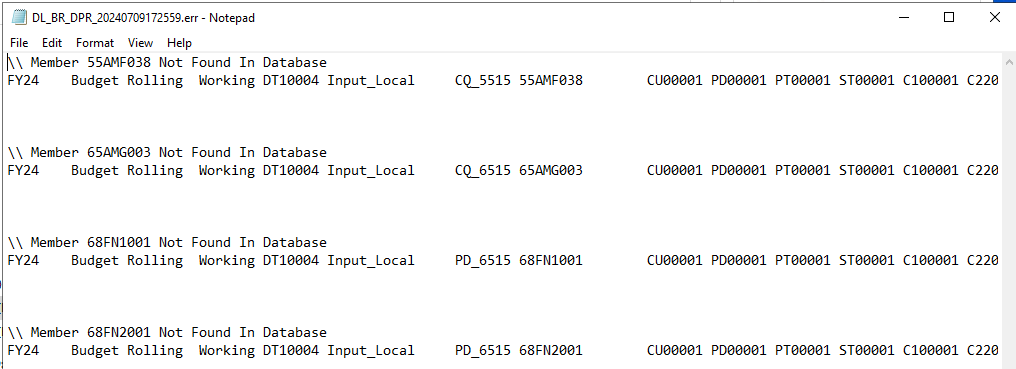 DL_BR_DPR_20240709172559.err - Notepad
File Edit Format View Help
\\ Member 55AMF038 Not Found In Database
FY24 Budget Rolling Working DT10004 Input_Local CQ_5515 55AMF038 CU00001 PD00001 PT00001 ST00001 C100001 C220
\\ Member 65AMG003 Not Found In Database
FY24 Budget Rolling Working DT10004 Input_Local CQ_6515 65AMG003 CU00001 PD00001 PT00001 ST00001 C100001 C220
\\ Member 68FN1001 Not Found In Database
FY24 Budget Rolling Working DT10004 Input_Local PD_6515 68FN1001 CU00001 PD00001 PT00001 ST00001 C100001 C220
\\ Member 68FN2001 Not Found In Database
FY24 Budget Rolling Working DT10004 Input_Local PD_6515 68FN2001 CU00001 PD00001 PT00001 ST00001 C100001 C220